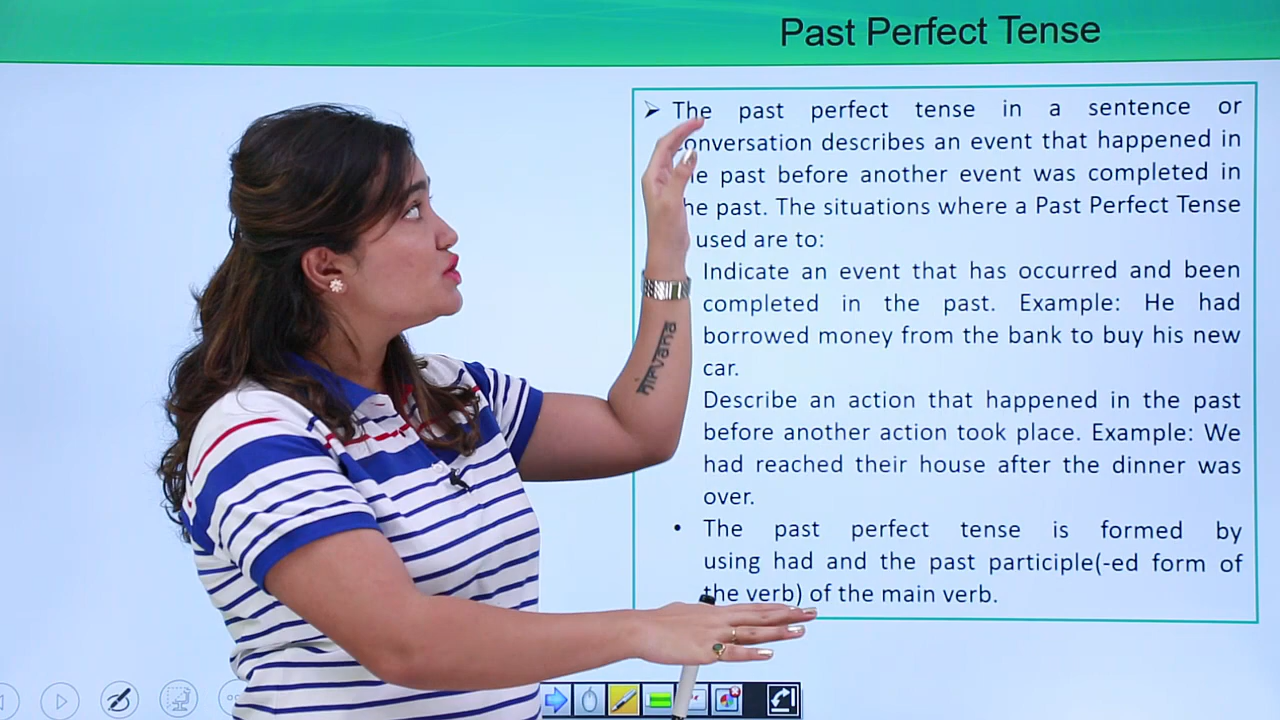 Past Perfect Tense
➢ The past perfect tense in a sentence or
conversation describes an event that happened in
the past before another event was completed in
the past. The situations where a Past Perfect Tense
used are to:
Indicate an event that has occurred and been
completed in the past. Example: He had
borrowed money from the bank to buy his new
car.
Describe an action that happened in the past
before another action took place. Example: We
had reached their house after the dinner was
over.
• The past perfect tense is formed by
using had and the past participle(-ed form of
the verb) of the main verb.
nirvana